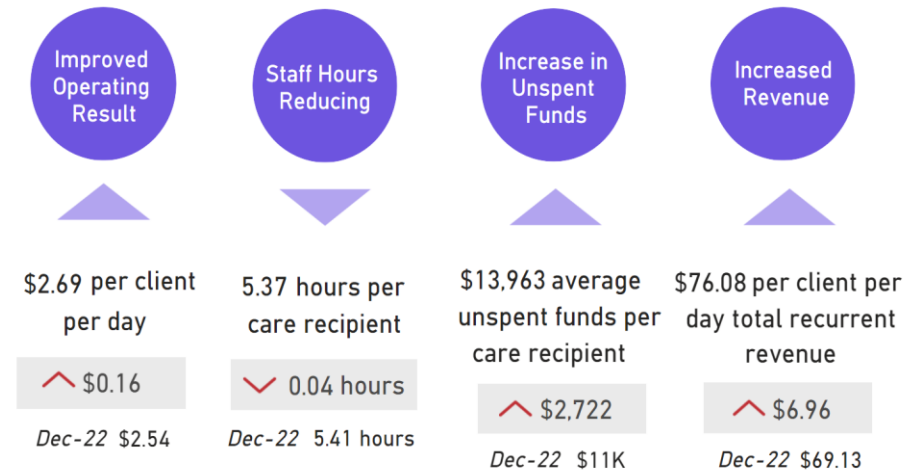 Improved
Operating
Result
$2.69 per client
per day
$0.16
Dec-22 $2.54
Staff Hours
Reducing
5.37 hours per
care recipient
0.04 hours
Dec-22 5.41 hours
Increase in
Unspent
Funds
$13,963 average
unspent funds per
care recipient
$2,722
Dec-22 $11K
Increased
Revenue
$76.08 per client per
day total recurrent
revenue
$6.96
Dec-22 $69.13